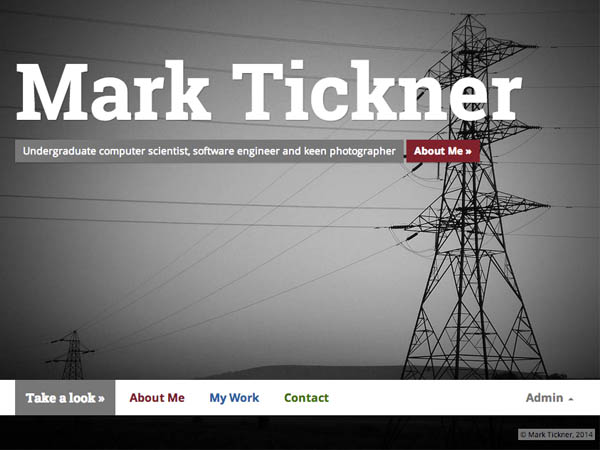 Mark Tickner
Undergraduate computer scientist, software engineer and keen photographer About Me »
Take a look » About Me My Work Contact Admin
© Mark Tickner, 2014